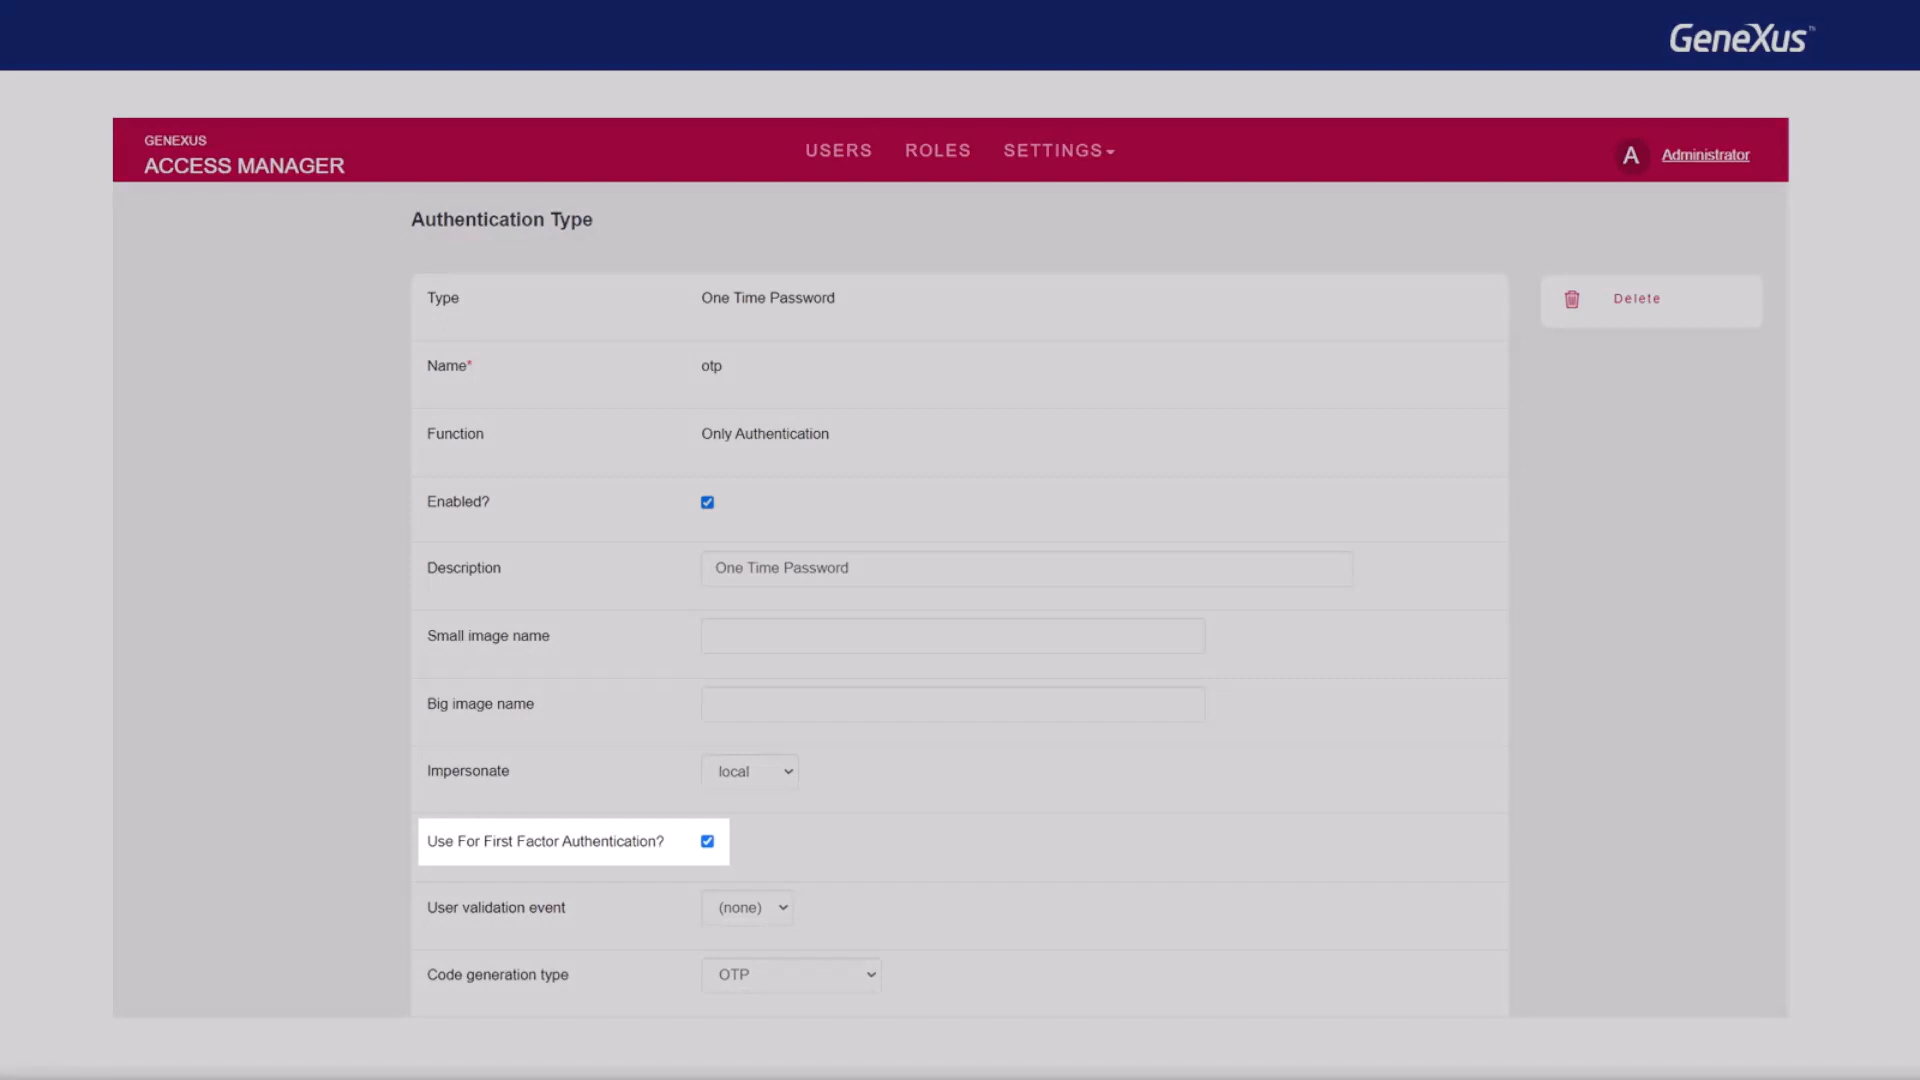 GeneXus™
GENEXUS
ACCESS MANAGER
USERS ROLES SETTINGS
A Administrator
Authentication Type
Type One Time Password
Delete
Name* otp
Function Only Authentication
Enabled?
Description One Time Password
Small image name
Big image name
Impersonate local
Use For First Factor Authentication?
User validation event (none)
Code generation type OTP